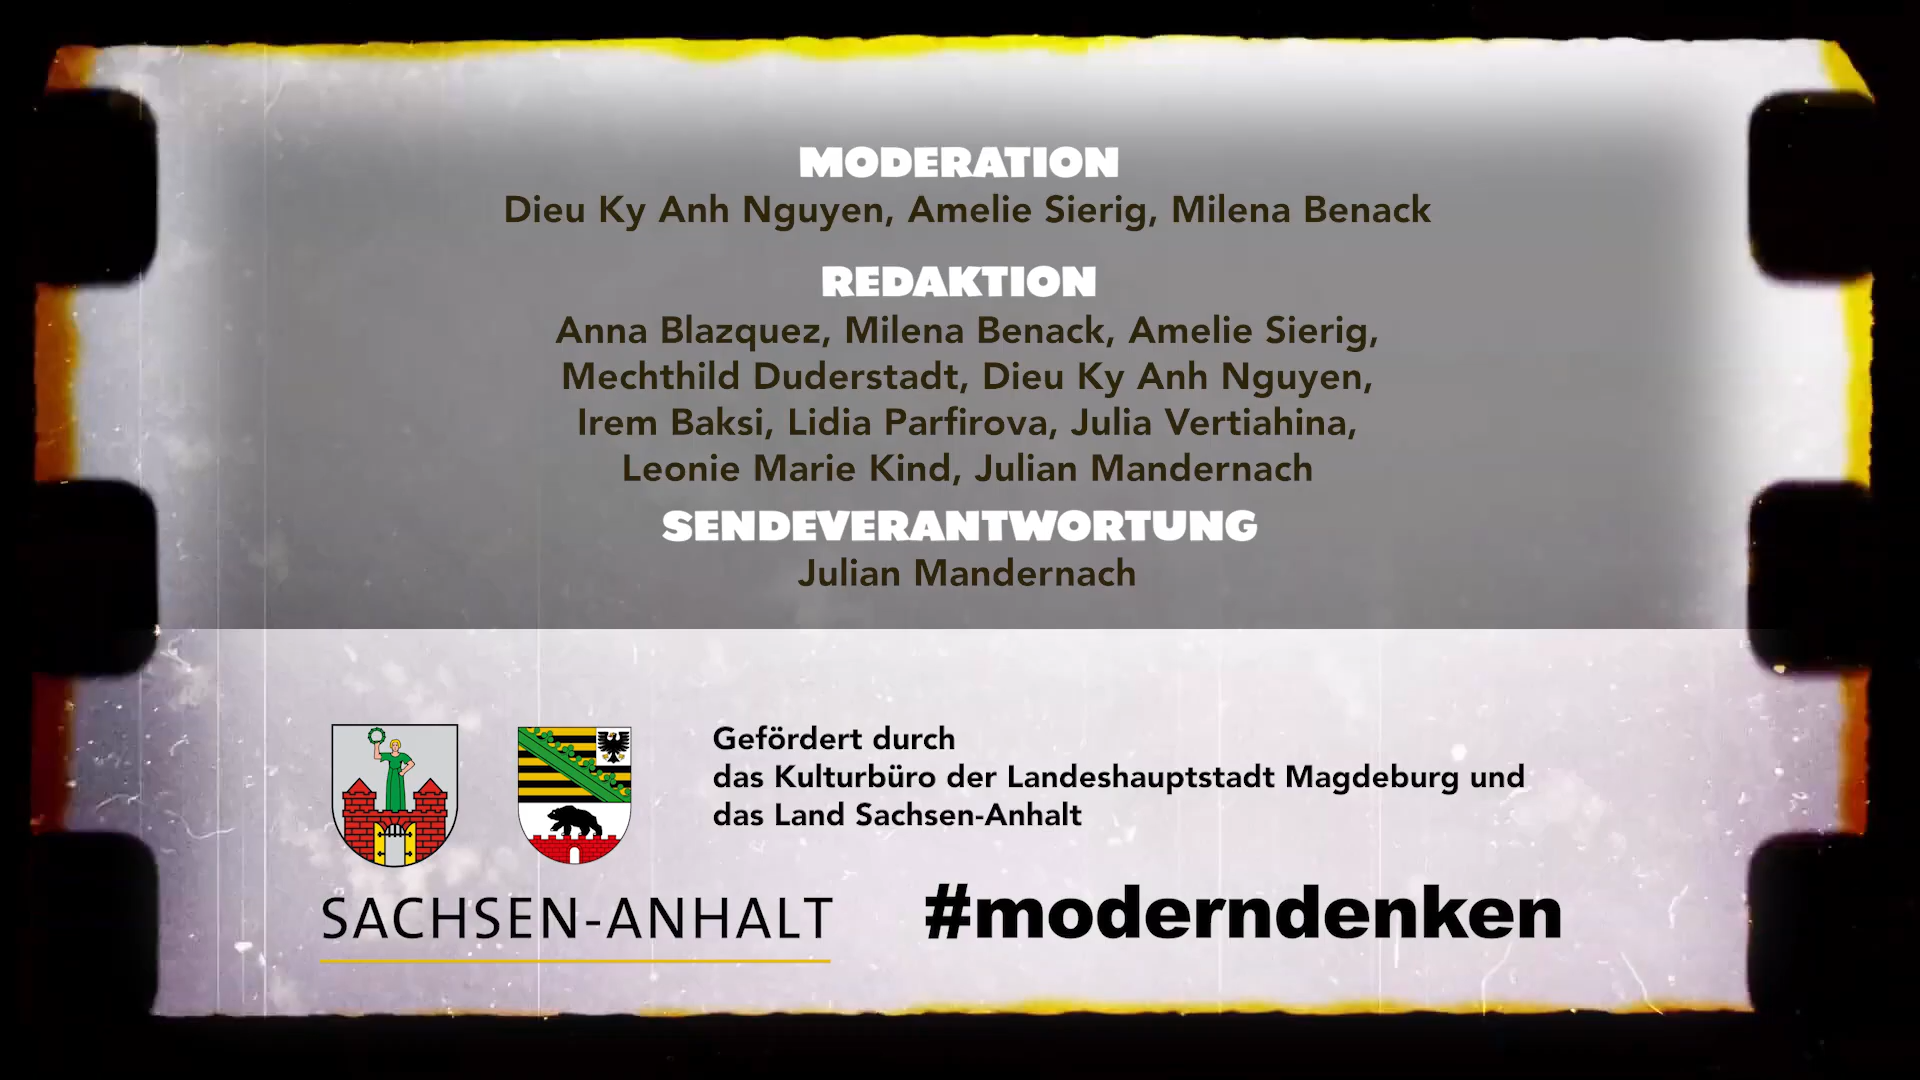 MODERATION
Dieu Ky Anh Nguyen, Amelie Sierig, Milena Benack
REDAKTION
Anna Blazquez, Milena Benack, Amelie Sierig,
Mechthild Duderstadt, Dieu Ky Anh Nguyen,
Irem Baksi, Lidia Parfirova, Julia Vertiahina,
Leonie Marie Kind, Julian Mandernach
SENDEVERANTWORTUNG
Julian Mandernach
Gefördert durch
das Kulturbüro der Landeshauptstadt Magdeburg und
das Land Sachsen-Anhalt
SACHSEN-ANHALT
#moderndenken